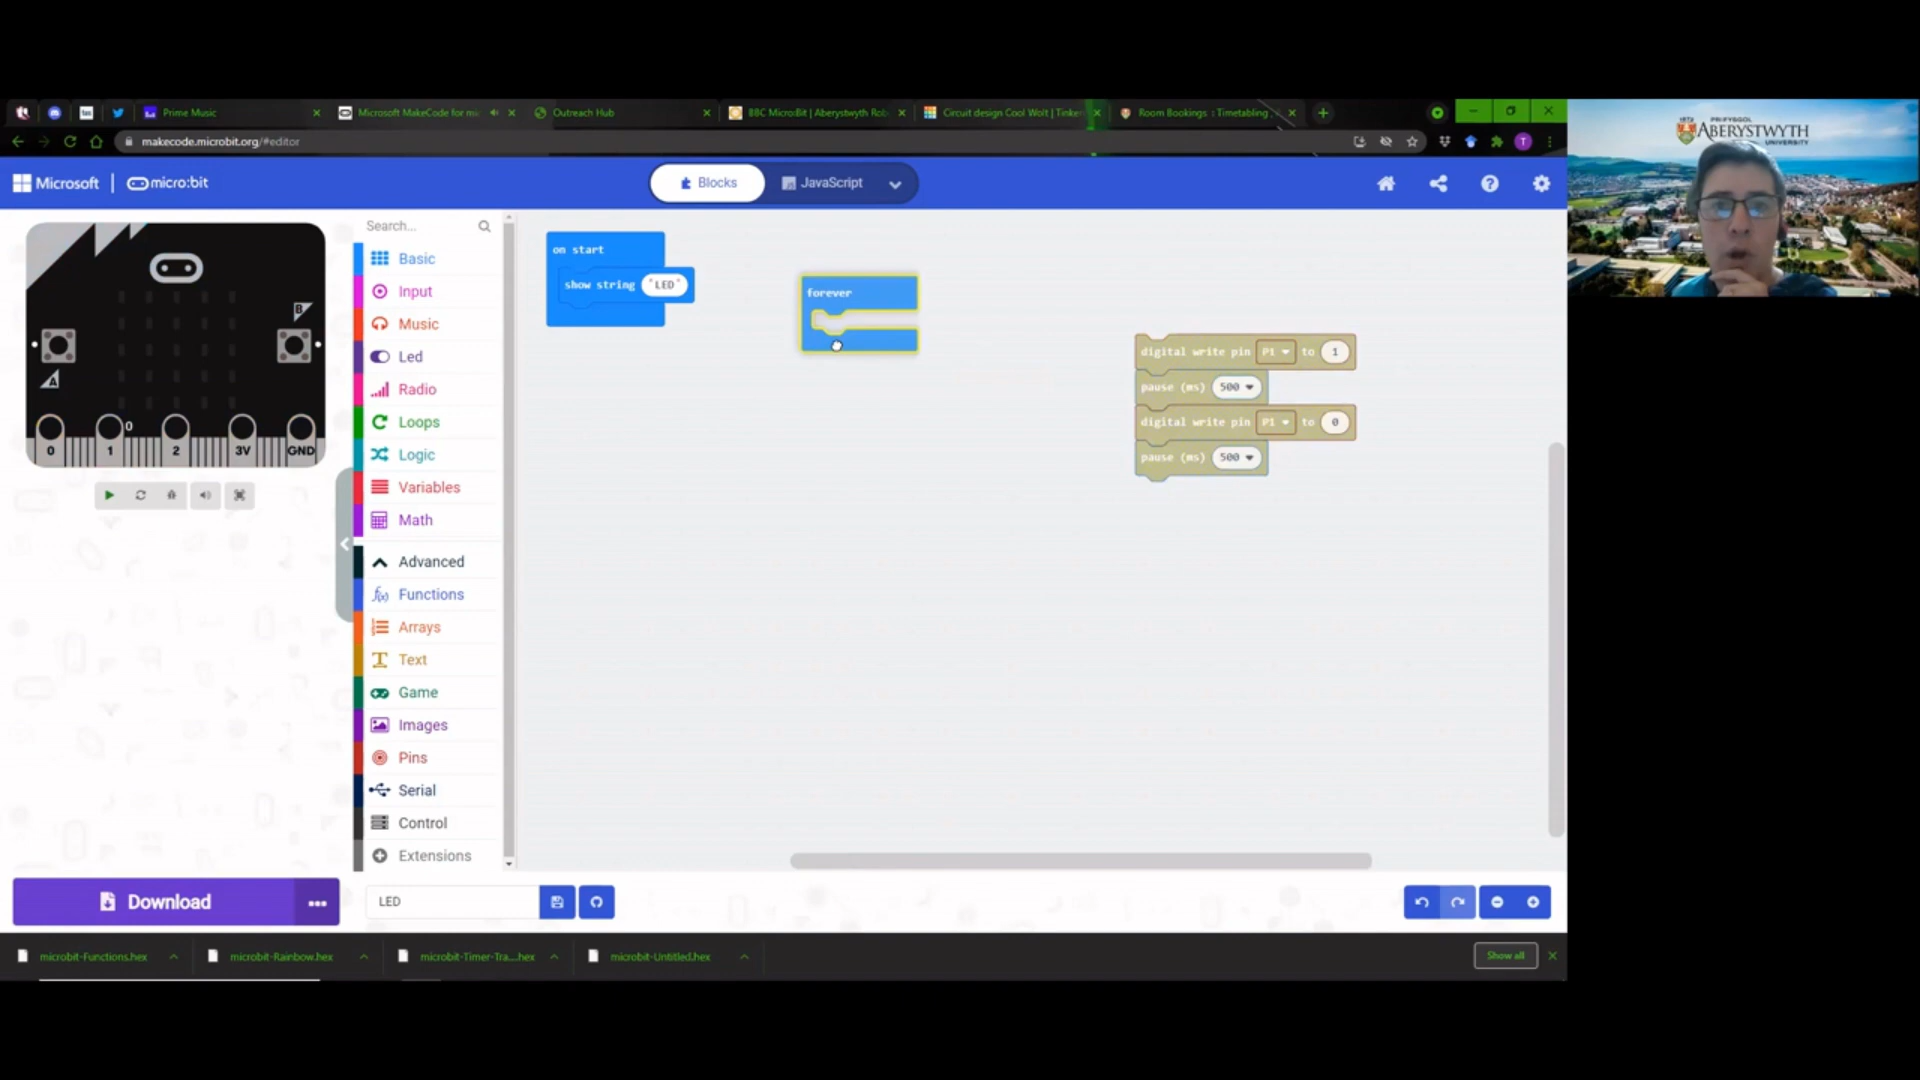 Prime Music
Microsoft MakeCode for mi
Outreach Hub
BBC Micro:Bit | Aberystwyth Rob
Circuit design Cool Wolt | Tinker
Room Bookings : Timetabling ,
makecode.microbit.org/#editor
T
PRIFYSGOL
ABERYSTWYTH
UNIVERSITY
Microsoft
micro:bit
Blocks
JavaScript
Search...
Basic
Input
Music
Led
Radio
Loops
Logic
Variables
Math
Advanced
Functions
Arrays
Text
Game
Images
Pins
Serial
Control
Extensions
A
B
0
0
1
2
3V
GND
on start
show string "LED"
forever
digital write pin P1 to 1
pause (ms) 500
digital write pin P1 to 0
pause (ms) 500
Download
LED
microbit-Functions.hex
microbit-Rainbow.hex
microbit-Timer-Tra....hex
microbit-Untitled.hex
Show all